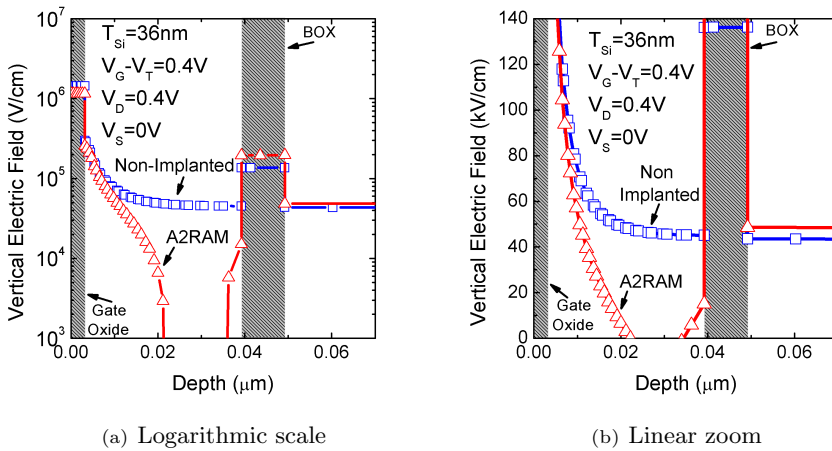 10⁷
10⁶
10⁵
10⁴
10³
Vertical Electric Field (V/cm)
T_Si=36nm
V_G-V_T=0.4V
V_D=0.4V
V_S=0V
BOX
Non-Implanted
A2RAM
Gate
Oxide
0.00 0.02 0.04 0.06
Depth (μm)
(a) Logarithmic scale
140
120
100
80
60
40
20
0
Vertical Electric Field (kV/cm)
T_Si=36nm
V_G-V_T=0.4V
V_D=0.4V
V_S=0V
BOX
Non
Implanted
A2RAM
Gate
Oxide
0.00 0.02 0.04 0.06
Depth (μm)
(b) Linear zoom